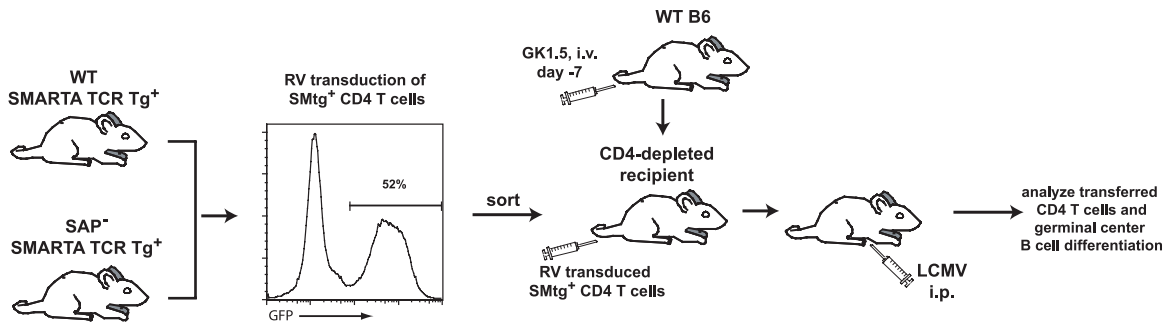 WT
SMARTA TCR Tg+
SAP-
SMARTA TCR Tg+
RV transduction of
SMtg+ CD4 T cells
52%
GFP
sort
WT B6
GK1.5, i.v.
day -7
CD4-depleted
recipient
RV transduced
SMtg+ CD4 T cells
LCMV
i.p.
analyze transferred
CD4 T cells and
germinal center
B cell differentiation